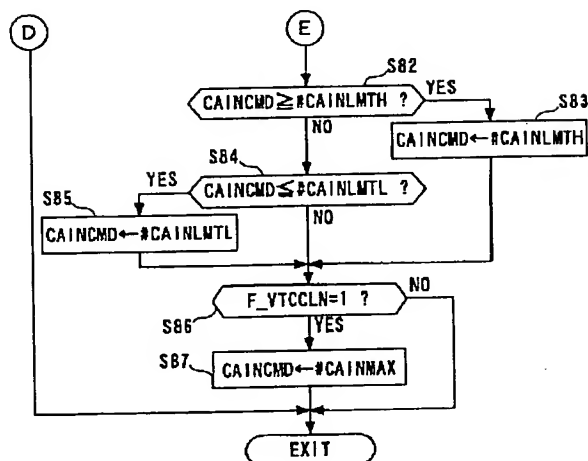 D
E
S82
CAINCMD≧#CAINLMTH ?
YES
S83
NO
CAINCMD←#CAINLMTH
S84
YES
CAINCMD≦#CAINLMTL ?
S85
NO
CAINCMD←#CAINLMTL
NO
F_VTCCLN=1 ?
S86
YES
S87
CAINCMD←#CAINMAX
EXIT